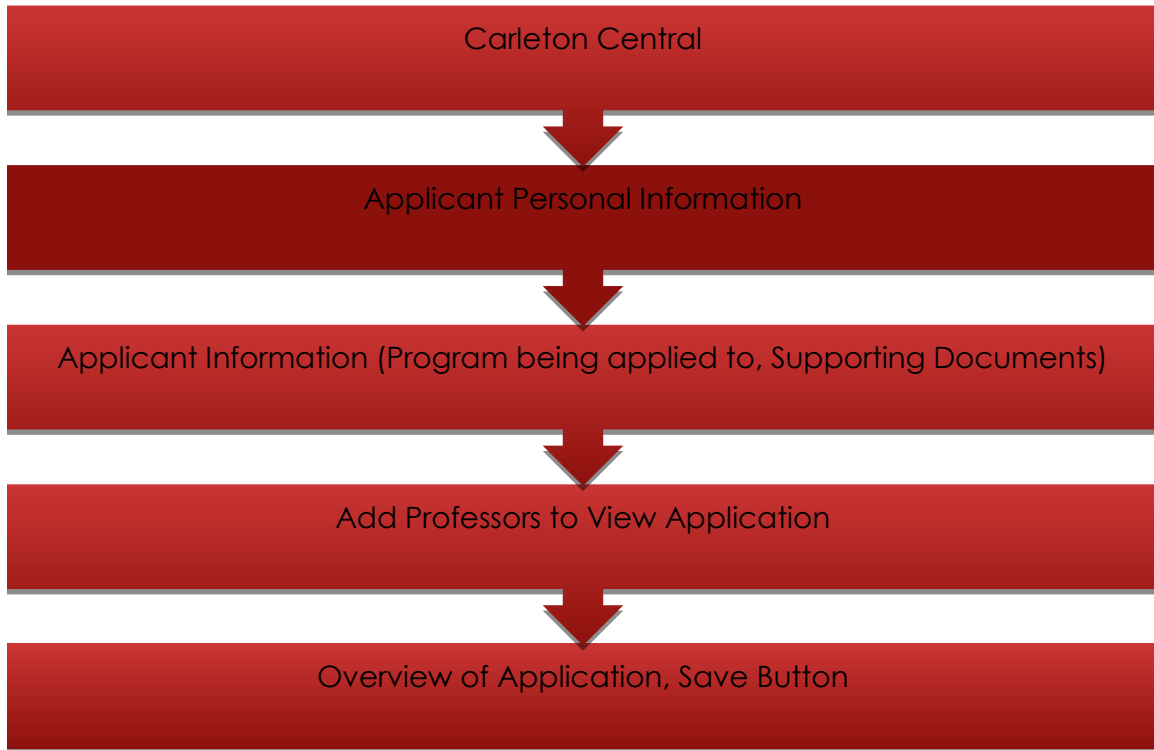 Carleton Central
Applicant Personal Information
Applicant Information (Program being applied to, Supporting Documents)
Add Professors to View Application
Overview of Application, Save Button